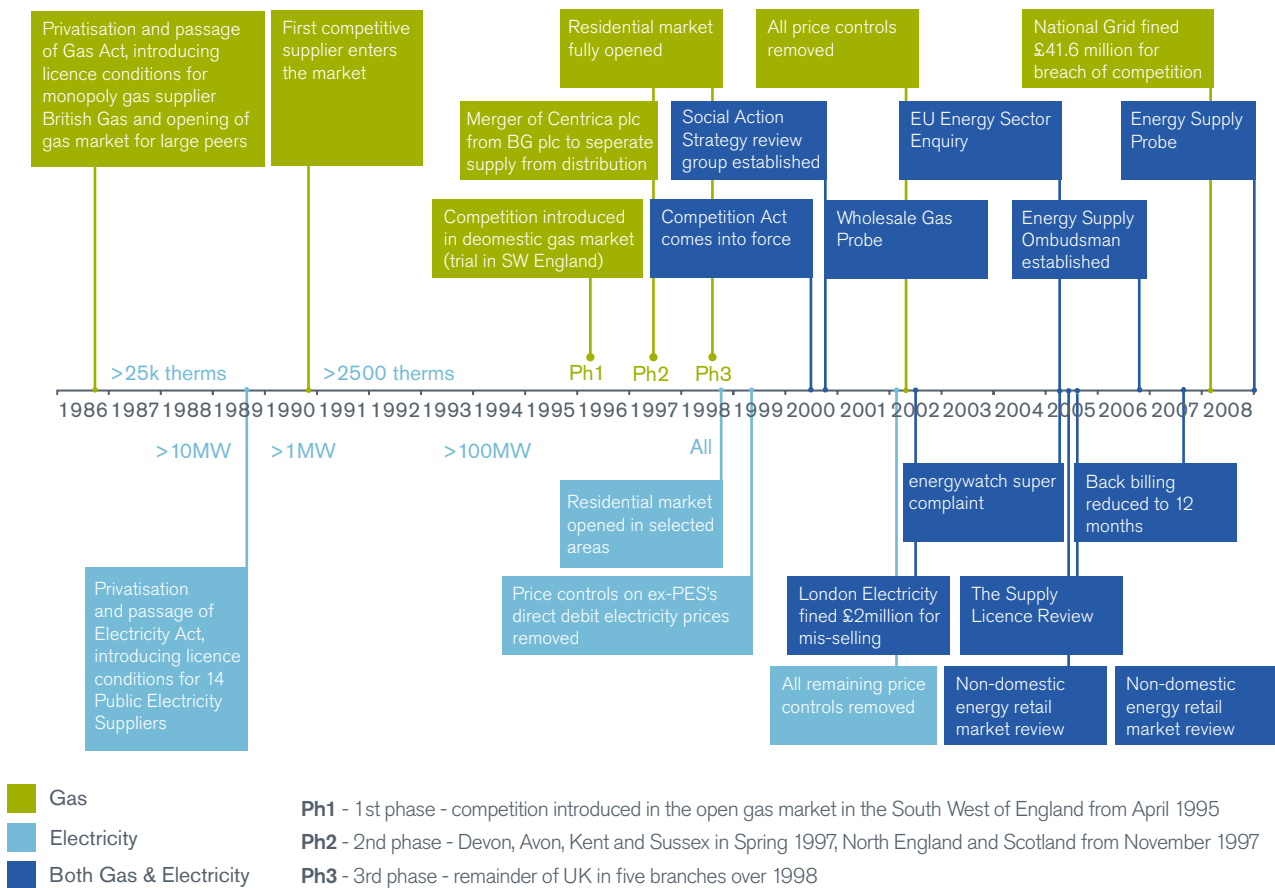 Privatisation and passage
of Gas Act, introducing
licence conditions for
monopoly gas supplier
British Gas and opening of
gas market for large peers
First competitive
supplier enters
the market
Residential market
fully opened
All price controls
removed
National Grid fined
£41.6 million for
breach of competition
Merger of Centrica plc
from BG plc to seperate
supply from distribution
Social Action
Strategy review
group established
EU Energy Sector
Enquiry
Energy Supply
Probe
Competition introduced
in deomestic gas market
(trial in SW England)
Competition Act
comes into force
Wholesale Gas
Probe
Energy Supply
Ombudsman
established
>25k therms
>2500 therms
Ph1
Ph2
Ph3
1986 1987 1988 1989 1990 1991 1992 1993 1994 1995 1996 1997 1998 1999 2000 2001 2002 2003 2004 2005 2006 2007 2008
>10MW
>1MW
>100MW
All
Residential market
opened in selected
areas
energywatch super
complaint
Back billing
reduced to 12
months
Privatisation
and passage of
Electricity Act,
introducing licence
conditions for 14
Public Electricity
Suppliers
Price controls on ex-PES's
direct debit electricity prices
removed
London Electricity
fined £2million for
mis-selling
The Supply
Licence Review
All remaining price
controls removed
Non-domestic
energy retail
market review
Non-domestic
energy retail
market review
Gas
Electricity
Both Gas & Electricity
Ph1 - 1st phase - competition introduced in the open gas market in the South West of England from April 1995
Ph2 - 2nd phase - Devon, Avon, Kent and Sussex in Spring 1997, North England and Scotland from November 1997
Ph3 - 3rd phase - remainder of UK in five branches over 1998